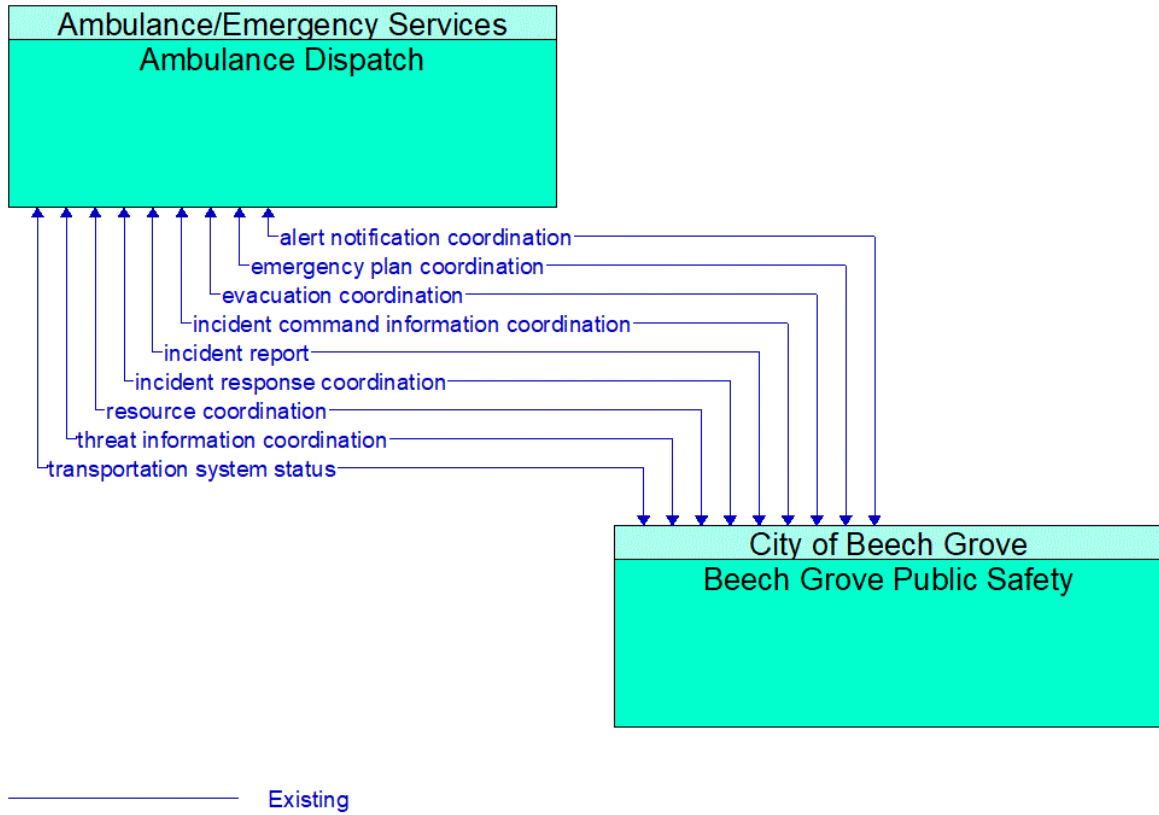 Ambulance/Emergency Services
Ambulance Dispatch
alert notification coordination
emergency plan coordination
evacuation coordination
incident command information coordination
incident report
incident response coordination
resource coordination
threat information coordination
transportation system status
City of Beech Grove
Beech Grove Public Safety
Existing